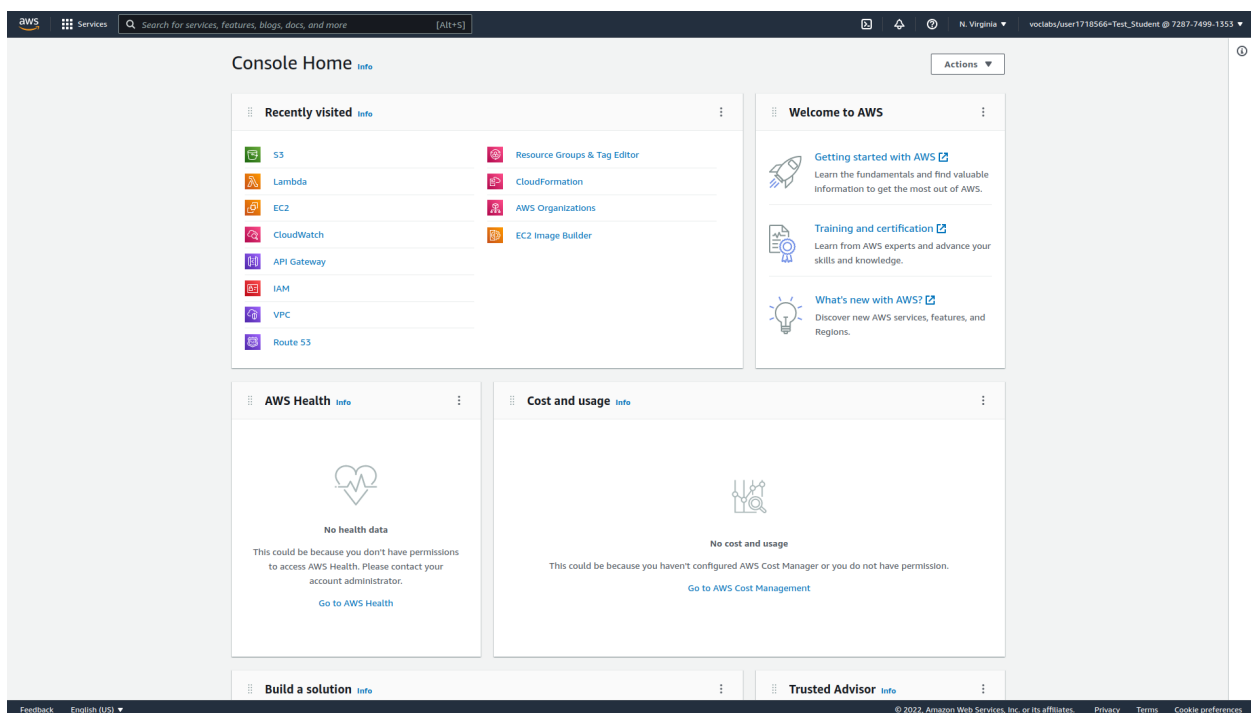 aws
Services
Search for services, features, blogs, docs, and more [Alt+S]
N. Virginia ▼
voclabs/user1718566=Test_Student @ 7287-7499-1353 ▼
Console Home Info
Actions ▼
Recently visited Info
S3
Lambda
EC2
CloudWatch
API Gateway
IAM
VPC
Route 53
Resource Groups & Tag Editor
CloudFormation
AWS Organizations
EC2 Image Builder
Welcome to AWS
Getting started with AWS
Learn the fundamentals and find valuable
information to get the most out of AWS.
Training and certification
Learn from AWS experts and advance your
skills and knowledge.
What's new with AWS?
Discover new AWS services, features, and
Regions.
AWS Health Info
No health data
This could be because you don't have permissions
to access AWS Health. Please contact your
account administrator.
Go to AWS Health
Cost and usage Info
No cost and usage
This could be because you haven't configured AWS Cost Manager or you do not have permission.
Go to AWS Cost Management
Build a solution Info
Trusted Advisor Info
Feedback
English (US) ▼
© 2022, Amazon Web Services, Inc. or its affiliates.
Privacy
Terms
Cookie preferences